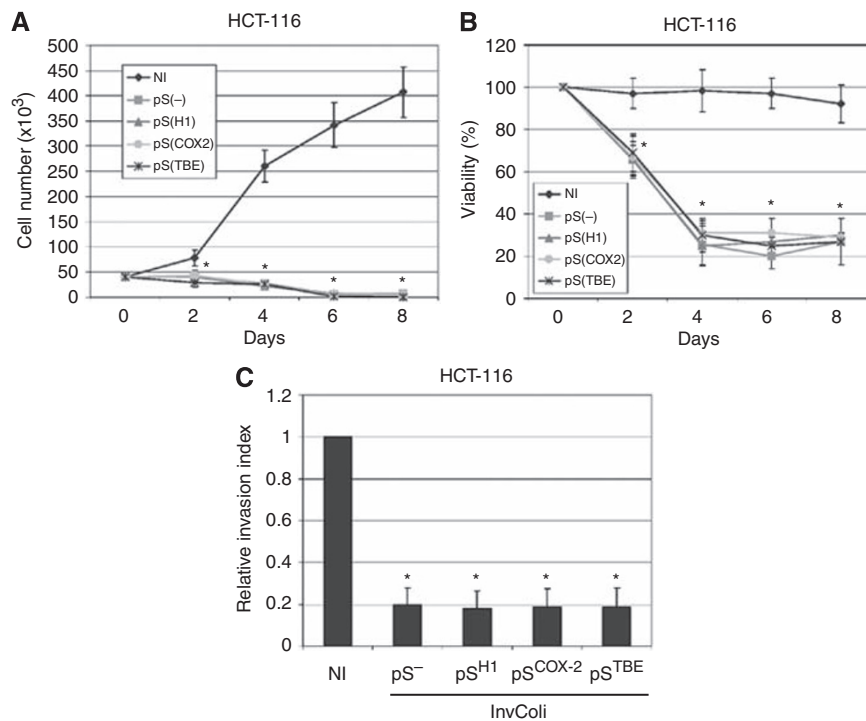 A
HCT-116
Cell number (x10³)
500
450
400
350
300
250
200
150
100
50
0
NI
pS(–)
pS(H1)
pS(COX2)
pS(TBE)
*
*
*
*
0 2 4 6 8
Days
B
HCT-116
Viability (%)
120
100
80
60
40
20
0
*
*
*
*
NI
pS(–)
pS(H1)
pS(COX2)
pS(TBE)
0 2 4 6 8
Days
C
HCT-116
Relative invasion index
1.2
1
0.8
0.6
0.4
0.2
0
* * * *
NI pS⁻ pS^H1 pS^COX-2 pS^TBE
InvColi